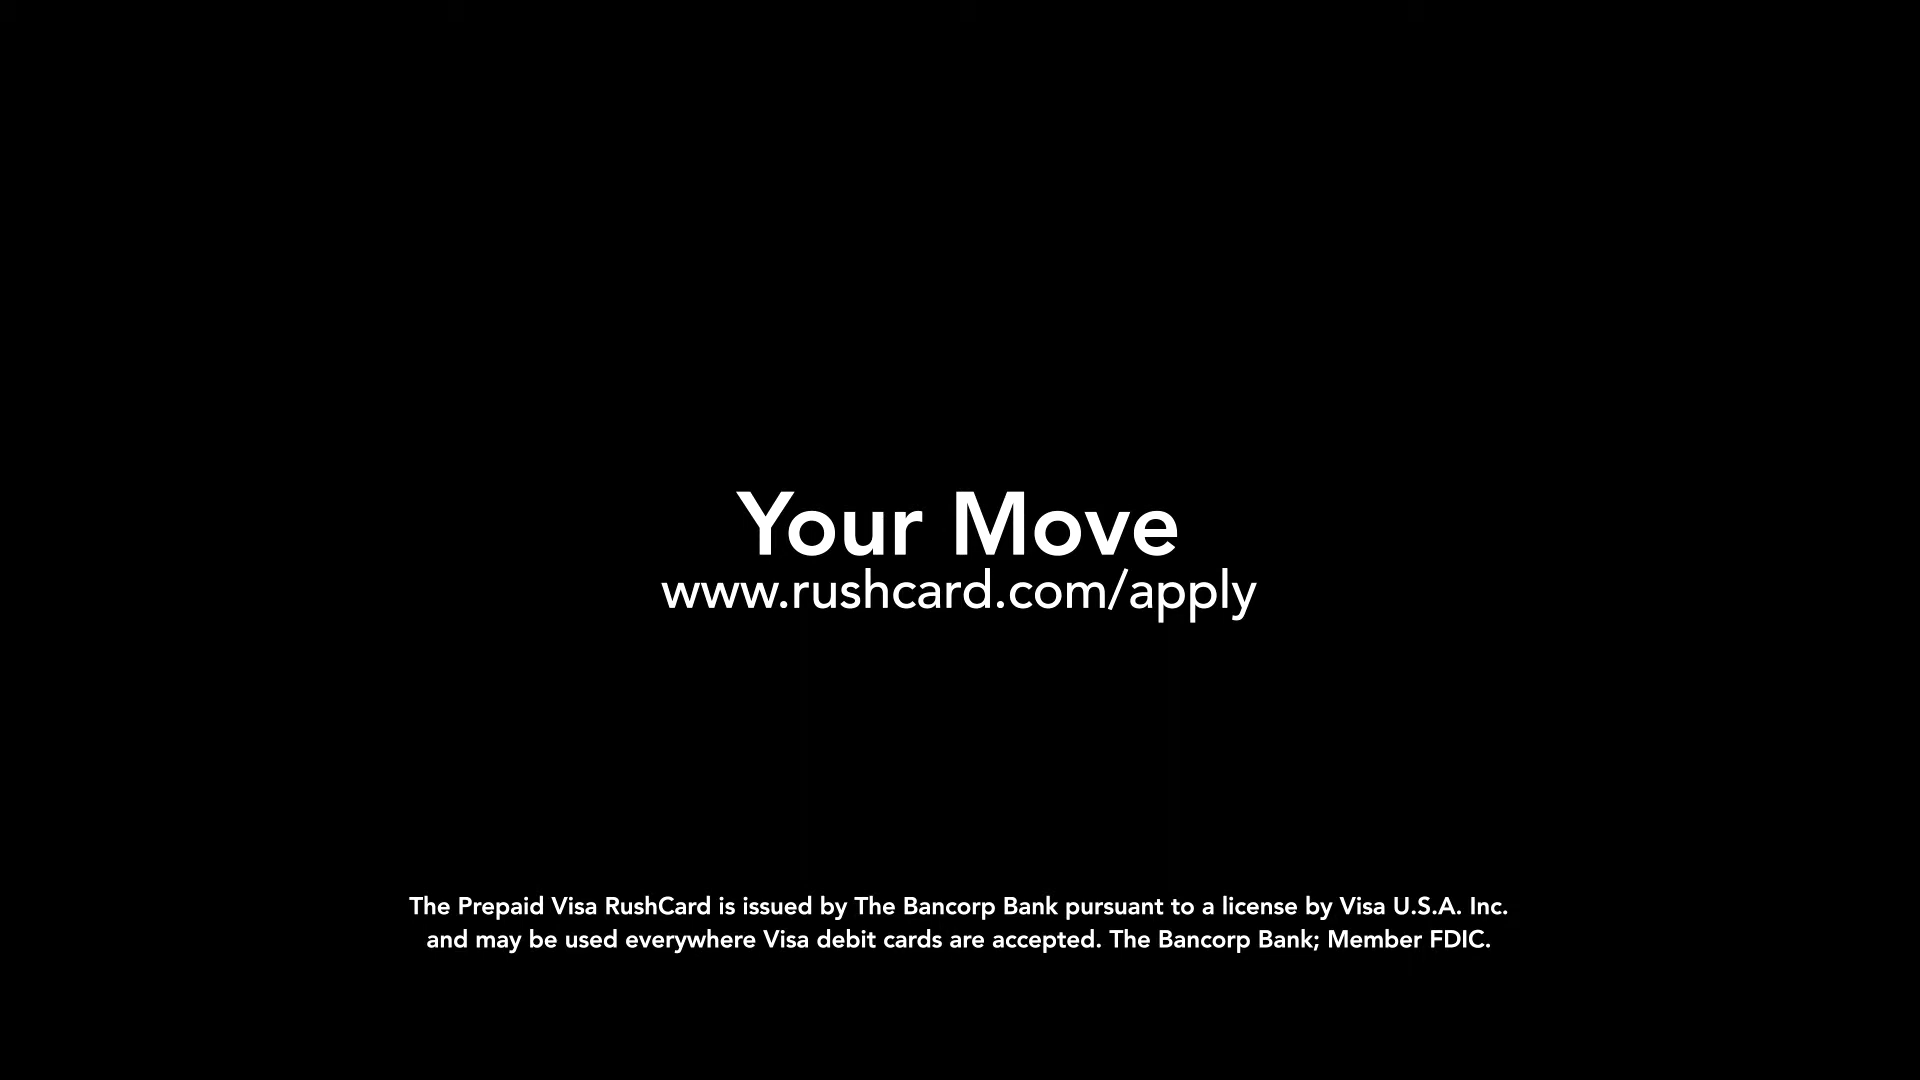 Your Move
www.rushcard.com/apply
The Prepaid Visa RushCard is issued by The Bancorp Bank pursuant to a license by Visa U.S.A. Inc.
and may be used everywhere Visa debit cards are accepted. The Bancorp Bank; Member FDIC.